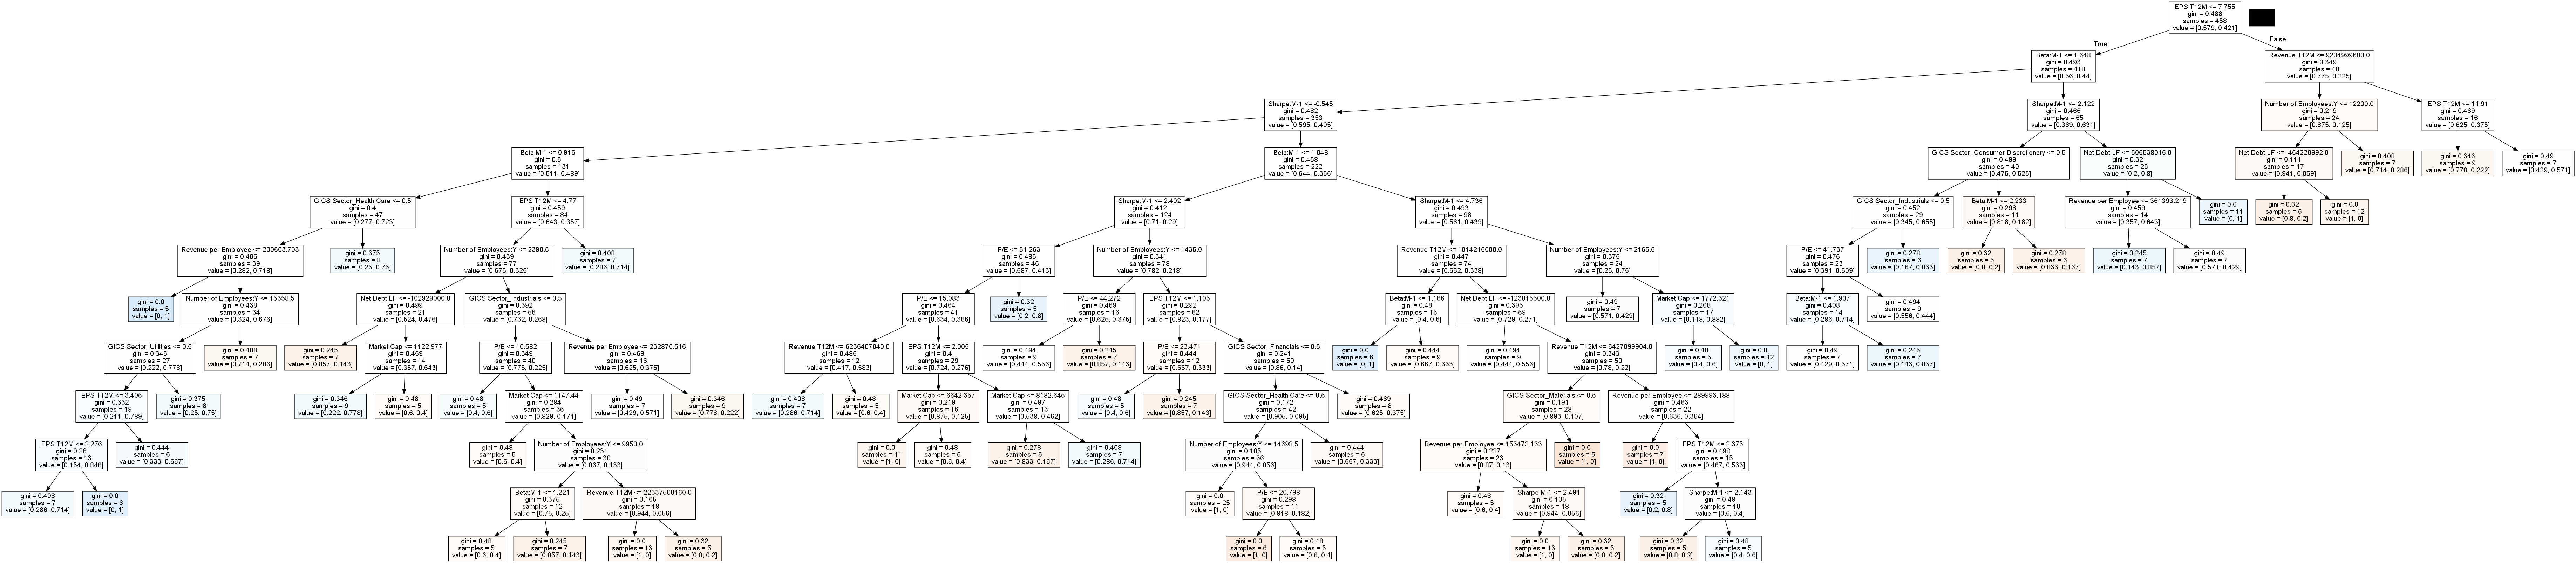 EPS T12M <= 7.755
gini = 0.488
samples = 458
value = [0.579, 0.421]
True
False
Beta:M-1 <= 1.648
gini = 0.493
samples = 418
value = [0.56, 0.44]
Revenue T12M <= 9204999680.0
gini = 0.349
samples = 40
value = [0.775, 0.225]
Sharpe:M-1 <= -0.545
gini = 0.482
samples = 353
value = [0.595, 0.405]
Sharpe:M-1 <= 2.122
gini = 0.466
samples = 65
value = [0.369, 0.631]
Number of Employees:Y <= 12200.0
gini = 0.219
samples = 24
value = [0.875, 0.125]
EPS T12M <= 11.91
gini = 0.469
samples = 16
value = [0.625, 0.375]
Beta:M-1 <= 0.916
gini = 0.5
samples = 131
value = [0.511, 0.489]
Beta:M-1 <= 1.048
gini = 0.458
samples = 222
value = [0.644, 0.356]
GICS Sector_Consumer Discretionary <= 0.5
gini = 0.499
samples = 40
value = [0.475, 0.525]
Net Debt LF <= 506538016.0
gini = 0.32
samples = 25
value = [0.2, 0.8]
Net Debt LF <= -464220992.0
gini = 0.111
samples = 17
value = [0.941, 0.059]
gini = 0.408
samples = 7
value = [0.714, 0.286]
gini = 0.346
samples = 9
value = [0.778, 0.222]
gini = 0.49
samples = 7
value = [0.429, 0.571]
GICS Sector_Health Care <= 0.5
gini = 0.4
samples = 47
value = [0.277, 0.723]
EPS T12M <= 4.77
gini = 0.459
samples = 84
value = [0.643, 0.357]
Sharpe:M-1 <= 2.402
gini = 0.412
samples = 124
value = [0.71, 0.29]
Sharpe:M-1 <= 4.736
gini = 0.493
samples = 98
value = [0.561, 0.439]
GICS Sector_Industrials <= 0.5
gini = 0.452
samples = 29
value = [0.345, 0.655]
Beta:M-1 <= 2.233
gini = 0.298
samples = 11
value = [0.818, 0.182]
Revenue per Employee <= 361393.219
gini = 0.459
samples = 14
value = [0.357, 0.643]
gini = 0.0
samples = 11
value = [0, 1]
gini = 0.32
samples = 5
value = [0.8, 0.2]
gini = 0.0
samples = 12
value = [1, 0]
Revenue per Employee <= 200603.703
gini = 0.405
samples = 39
value = [0.282, 0.718]
gini = 0.375
samples = 8
value = [0.25, 0.75]
Number of Employees:Y <= 2390.5
gini = 0.439
samples = 77
value = [0.675, 0.325]
gini = 0.408
samples = 7
value = [0.286, 0.714]
P/E <= 51.263
gini = 0.485
samples = 46
value = [0.587, 0.413]
Number of Employees:Y <= 1435.0
gini = 0.341
samples = 78
value = [0.782, 0.218]
Revenue T12M <= 1014216000.0
gini = 0.447
samples = 74
value = [0.662, 0.338]
Number of Employees:Y <= 2165.5
gini = 0.375
samples = 24
value = [0.25, 0.75]
P/E <= 41.737
gini = 0.476
samples = 23
value = [0.391, 0.609]
gini = 0.278
samples = 6
value = [0.167, 0.833]
gini = 0.32
samples = 5
value = [0.8, 0.2]
gini = 0.278
samples = 6
value = [0.833, 0.167]
gini = 0.245
samples = 7
value = [0.143, 0.857]
gini = 0.49
samples = 7
value = [0.571, 0.429]
gini = 0.0
samples = 5
value = [0, 1]
Number of Employees:Y <= 15358.5
gini = 0.438
samples = 34
value = [0.324, 0.676]
Net Debt LF <= -102929000.0
gini = 0.499
samples = 21
value = [0.524, 0.476]
GICS Sector_Industrials <= 0.5
gini = 0.392
samples = 56
value = [0.732, 0.268]
P/E <= 15.083
gini = 0.464
samples = 41
value = [0.634, 0.366]
gini = 0.32
samples = 5
value = [0.2, 0.8]
P/E <= 44.272
gini = 0.469
samples = 16
value = [0.625, 0.375]
EPS T12M <= 1.105
gini = 0.292
samples = 62
value = [0.823, 0.177]
Beta:M-1 <= 1.166
gini = 0.48
samples = 15
value = [0.4, 0.6]
Net Debt LF <= -123015500.0
gini = 0.395
samples = 59
value = [0.729, 0.271]
gini = 0.49
samples = 7
value = [0.571, 0.429]
Market Cap <= 1772.321
gini = 0.208
samples = 17
value = [0.118, 0.882]
Beta:M-1 <= 1.907
gini = 0.408
samples = 14
value = [0.286, 0.714]
gini = 0.494
samples = 9
value = [0.556, 0.444]
GICS Sector_Utilities <= 0.5
gini = 0.346
samples = 27
value = [0.222, 0.778]
gini = 0.408
samples = 7
value = [0.714, 0.286]
gini = 0.245
samples = 7
value = [0.857, 0.143]
Market Cap <= 1122.977
gini = 0.459
samples = 14
value = [0.357, 0.643]
P/E <= 10.582
gini = 0.349
samples = 40
value = [0.775, 0.225]
Revenue per Employee <= 232870.516
gini = 0.469
samples = 16
value = [0.625, 0.375]
Revenue T12M <= 6236407040.0
gini = 0.486
samples = 12
value = [0.417, 0.583]
EPS T12M <= 2.005
gini = 0.4
samples = 29
value = [0.724, 0.276]
gini = 0.494
samples = 9
value = [0.444, 0.556]
gini = 0.245
samples = 7
value = [0.857, 0.143]
P/E <= 23.471
gini = 0.444
samples = 12
value = [0.667, 0.333]
GICS Sector_Financials <= 0.5
gini = 0.241
samples = 50
value = [0.86, 0.14]
gini = 0.0
samples = 6
value = [0, 1]
gini = 0.444
samples = 9
value = [0.667, 0.333]
gini = 0.494
samples = 9
value = [0.444, 0.556]
Revenue T12M <= 6427099904.0
gini = 0.343
samples = 50
value = [0.78, 0.22]
gini = 0.48
samples = 5
value = [0.4, 0.6]
gini = 0.0
samples = 12
value = [0, 1]
gini = 0.49
samples = 7
value = [0.429, 0.571]
gini = 0.245
samples = 7
value = [0.143, 0.857]
EPS T12M <= 3.405
gini = 0.332
samples = 19
value = [0.211, 0.789]
gini = 0.375
samples = 8
value = [0.25, 0.75]
gini = 0.346
samples = 9
value = [0.222, 0.778]
gini = 0.48
samples = 5
value = [0.6, 0.4]
gini = 0.48
samples = 5
value = [0.4, 0.6]
Market Cap <= 1147.44
gini = 0.284
samples = 35
value = [0.829, 0.171]
gini = 0.49
samples = 7
value = [0.429, 0.571]
gini = 0.346
samples = 9
value = [0.778, 0.222]
gini = 0.408
samples = 7
value = [0.286, 0.714]
gini = 0.48
samples = 5
value = [0.6, 0.4]
Market Cap <= 6642.357
gini = 0.219
samples = 16
value = [0.875, 0.125]
Market Cap <= 8182.645
gini = 0.497
samples = 13
value = [0.538, 0.462]
gini = 0.48
samples = 5
value = [0.4, 0.6]
gini = 0.245
samples = 7
value = [0.857, 0.143]
GICS Sector_Health Care <= 0.5
gini = 0.172
samples = 42
value = [0.905, 0.095]
gini = 0.469
samples = 8
value = [0.625, 0.375]
GICS Sector_Materials <= 0.5
gini = 0.191
samples = 28
value = [0.893, 0.107]
Revenue per Employee <= 289993.188
gini = 0.463
samples = 22
value = [0.636, 0.364]
EPS T12M <= 2.276
gini = 0.26
samples = 13
value = [0.154, 0.846]
gini = 0.444
samples = 6
value = [0.333, 0.667]
gini = 0.48
samples = 5
value = [0.6, 0.4]
Number of Employees:Y <= 9950.0
gini = 0.231
samples = 30
value = [0.867, 0.133]
gini = 0.0
samples = 11
value = [1, 0]
gini = 0.48
samples = 5
value = [0.6, 0.4]
gini = 0.278
samples = 6
value = [0.833, 0.167]
gini = 0.408
samples = 7
value = [0.286, 0.714]
Number of Employees:Y <= 14698.5
gini = 0.105
samples = 36
value = [0.944, 0.056]
gini = 0.444
samples = 6
value = [0.667, 0.333]
Revenue per Employee <= 153472.133
gini = 0.227
samples = 23
value = [0.87, 0.13]
gini = 0.0
samples = 5
value = [1, 0]
gini = 0.0
samples = 7
value = [1, 0]
EPS T12M <= 2.375
gini = 0.498
samples = 15
value = [0.467, 0.533]
gini = 0.408
samples = 7
value = [0.286, 0.714]
gini = 0.0
samples = 6
value = [0, 1]
Beta:M-1 <= 1.221
gini = 0.375
samples = 12
value = [0.75, 0.25]
Revenue T12M <= 22337500160.0
gini = 0.105
samples = 18
value = [0.944, 0.056]
gini = 0.0
samples = 25
value = [1, 0]
P/E <= 20.798
gini = 0.298
samples = 11
value = [0.818, 0.182]
gini = 0.48
samples = 5
value = [0.6, 0.4]
Sharpe:M-1 <= 2.491
gini = 0.105
samples = 18
value = [0.944, 0.056]
gini = 0.32
samples = 5
value = [0.2, 0.8]
Sharpe:M-1 <= 2.143
gini = 0.48
samples = 10
value = [0.6, 0.4]
gini = 0.48
samples = 5
value = [0.6, 0.4]
gini = 0.245
samples = 7
value = [0.857, 0.143]
gini = 0.0
samples = 13
value = [1, 0]
gini = 0.32
samples = 5
value = [0.8, 0.2]
gini = 0.0
samples = 6
value = [1, 0]
gini = 0.48
samples = 5
value = [0.6, 0.4]
gini = 0.0
samples = 13
value = [1, 0]
gini = 0.32
samples = 5
value = [0.8, 0.2]
gini = 0.32
samples = 5
value = [0.8, 0.2]
gini = 0.48
samples = 5
value = [0.4, 0.6]